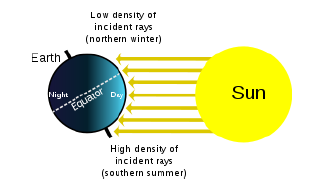 Low density of
incident rays
(northern winter)
Earth
Night
Equator
Day
Sun
High density of
incident rays
(southern summer)